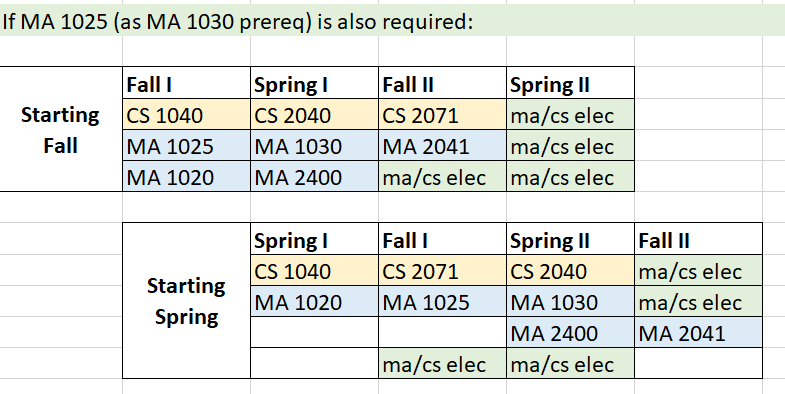 If MA 1025 (as MA 1030 prereq) is also required:
Fall I Spring I Fall II Spring II
Starting Fall
CS 1040 CS 2040 CS 2071 ma/cs elec
MA 1025 MA 1030 MA 2041 ma/cs elec
MA 1020 MA 2400 ma/cs elec ma/cs elec
Spring I Fall I Spring II Fall II
Starting Spring
CS 1040 CS 2071 CS 2040 ma/cs elec
MA 1020 MA 1025 MA 1030 ma/cs elec
MA 2400 MA 2041
ma/cs elec ma/cs elec